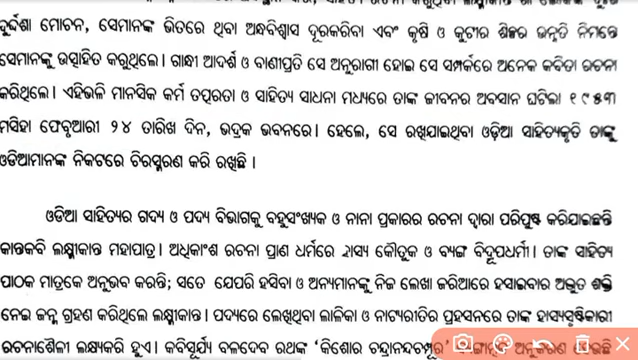 ଦୁର୍ଦ୍ଦଶା ମୋଚନ, ସେମାନଙ୍କ ଭିତରେ ଥିବା ଅନ୍ଧବିଶ୍ୱାସ ଦୂରକରିବା ଏବଂ କୃଷି ଓ କୁଟୀର ଶିଳ୍ପର ଉନ୍ନତି ନିମନ୍ତେ
ସେମାନଙ୍କୁ ଉତ୍ସାହିତ କରୁଥିଲେ। ଗାନ୍ଧୀ ଆଦର୍ଶ ଓ ବାଣୀପ୍ରତି ସେ ଅନୁରାଗୀ ହୋଇ ସେ ସମ୍ପର୍କରେ ଅନେକ କବିତା ରଚନା
କରିଥିଲେ। ଏହିଭଳି ମାନସିକ କର୍ମ ତତ୍ପରତା ଓ ସାହିତ୍ୟ ସାଧନା ମଧ୍ୟରେ ତାଙ୍କ ଜୀବନର ଅବସାନ ଘଟିଲା ୧୯୫୩
ମସିହା ଫେବୃଆରୀ ୨୪ ତାରିଖ ଦିନ, ଭଦ୍ରକ ଭବନରେ। ହେଲେ, ସେ ରଖିଯାଇଥିବା ଓଡ଼ିଆ ସାହିତ୍ୟକୃତି ତାଙ୍କୁ
ଓଡିଆମାନଙ୍କ ନିକଟରେ ଚିରସ୍ମରଣ କରି ରଖିଛି।
ଓଡିଆ ସାହିତ୍ୟର ଗଦ୍ୟ ଓ ପଦ୍ୟ ବିଭାଗକୁ ବହୁସଂଖ୍ୟକ ଓ ନାନା ପ୍ରକାରର ରଚନା ଦ୍ୱାରା ପରିପୁଷ୍ଟ କରିଯାଇଛନ୍ତି
କାନ୍ତକବି ଲକ୍ଷ୍ମୀକାନ୍ତ ମହାପାତ୍ର। ଅଧିକାଂଶ ରଚନା ପ୍ରାଣ ଧର୍ମରେ ହାସ୍ୟ କୌତୁକ ଓ ବ୍ୟଙ୍ଗ ବିଦ୍ରୂପଧର୍ମୀ। ତାଙ୍କ ସାହିତ୍ୟ
ପାଠକ ମାତ୍ରକେ ଅନୁଭବ କରନ୍ତି; ସତେ ଯେପରି ହସିବା ଓ ଅନ୍ୟମାନଙ୍କୁ ନିଜ ଲେଖା ଜରିଆରେ ହସାଇବାର ଅଦ୍ଭୁତ ଶକ୍ତି
ନେଇ ଜନ୍ମ ଗ୍ରହଣ କରିଥିଲେ ଲକ୍ଷ୍ମୀକାନ୍ତ। ପଦ୍ୟରେ ଲେଖିଥିବା ଲାଳିକା ଓ ନାଟ୍ୟରୀତିର ପ୍ରହସନରେ ତାଙ୍କ ହାସ୍ୟସୃଷ୍ଟିକାରୀ
ରଚନାଶୈଳୀ ଲକ୍ଷ୍ୟକରି ହୁଏ। କବିସୂର୍ଯ୍ୟ ବଳଦେବ ରଥଙ୍କ 'କିଶୋର ଚନ୍ଦ୍ରାନନ୍ଦଚମ୍ପୂର'